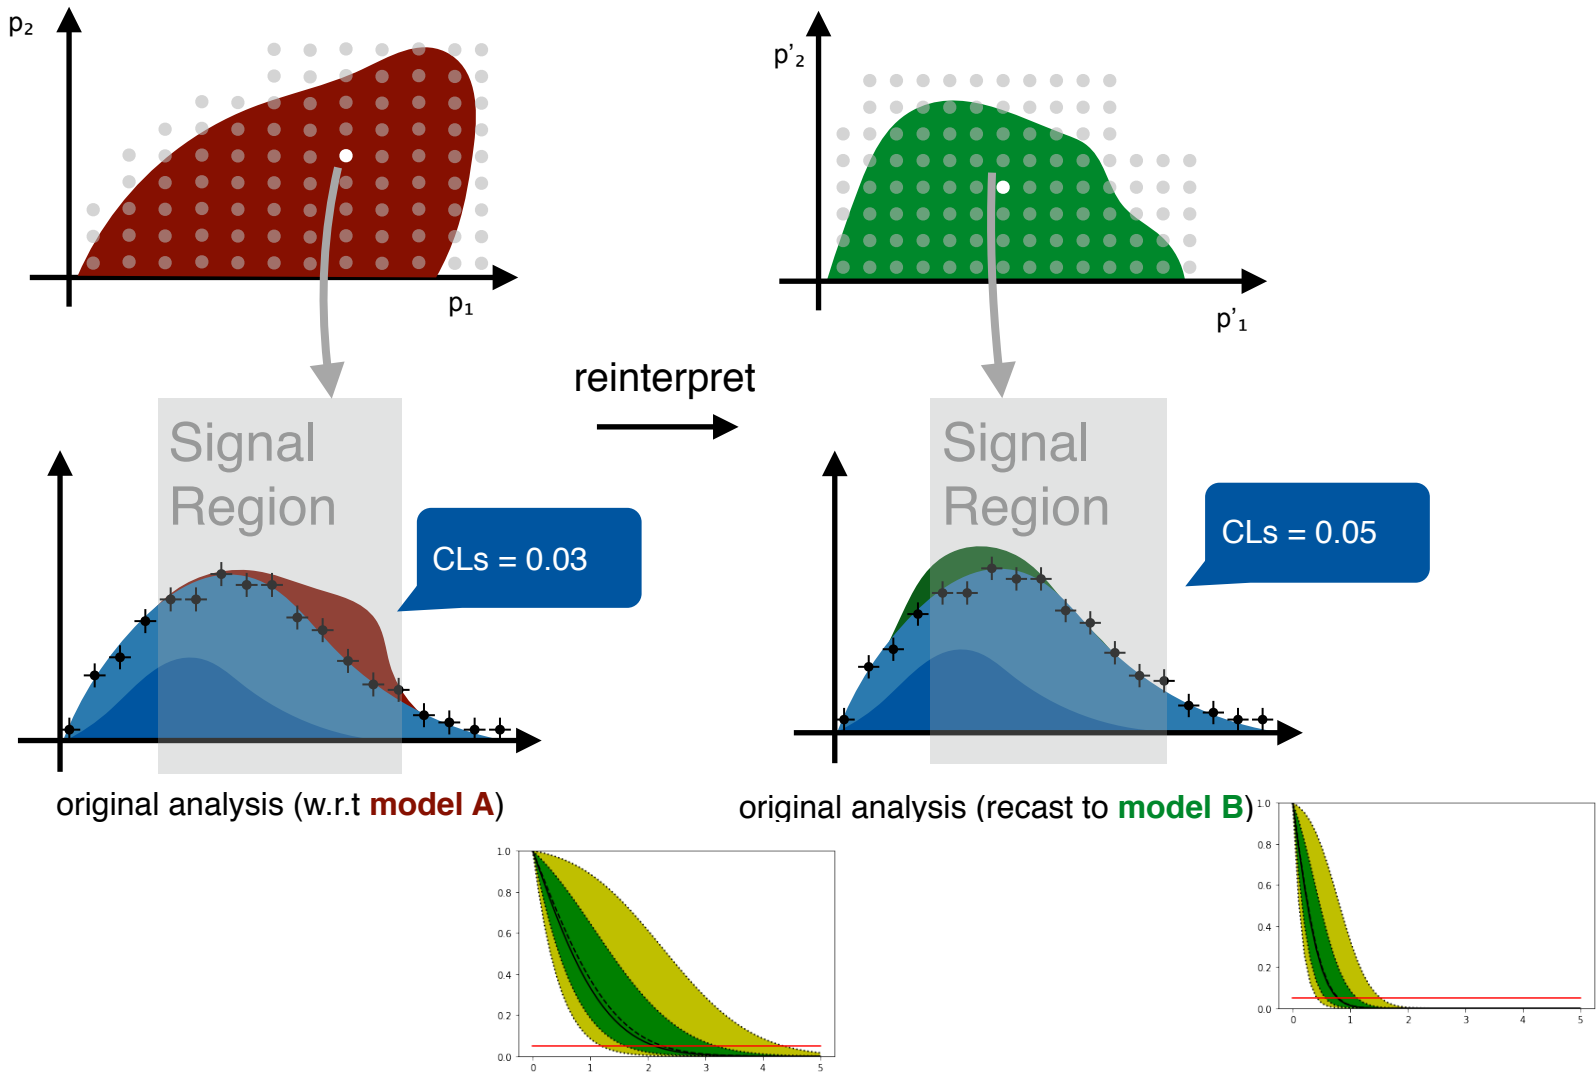 p₂
p₁
p'₂
p'₁
reinterpret
Signal
Region
CLs = 0.03
Signal
Region
CLs = 0.05
original analysis (w.r.t model A)
original analysis (recast to model B)
1.0
0.8
0.6
0.4
0.2
0.0
0 1 2 3 4 5
1.0
0.8
0.6
0.4
0.2
0.0
0 1 2 3 4 5